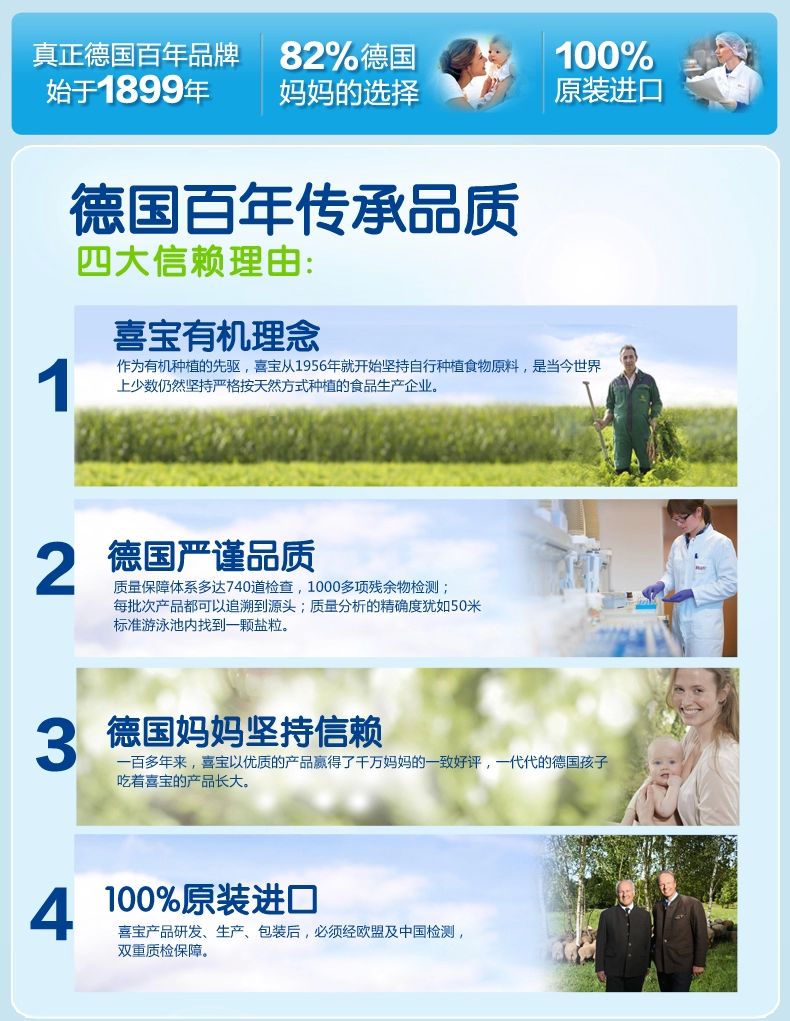 真正德国百年品牌
始于1899年
82%德国
妈妈的选择
100%
原装进口
德国百年传承品质
四大信赖理由:
1
喜宝有机理念
作为有机种植的先驱，喜宝从1956年就开始坚持自行种植食物原料，是当今世界
上少数仍然坚持严格按天然方式种植的食品生产企业。
2
德国严谨品质
质量保障体系多达740道检查，1000多项残余物检测；
每批次产品都可以追溯到源头；质量分析的精确度犹如50米
标准游泳池内找到一颗盐粒。
3
德国妈妈坚持信赖
一百多年来，喜宝以优质的产品赢得了千万妈妈的一致好评，一代代的德国孩子
吃着喜宝的产品长大。
4
100%原装进口
喜宝产品研发、生产、包装后，必须经欧盟及中国检测，
双重质检保障。